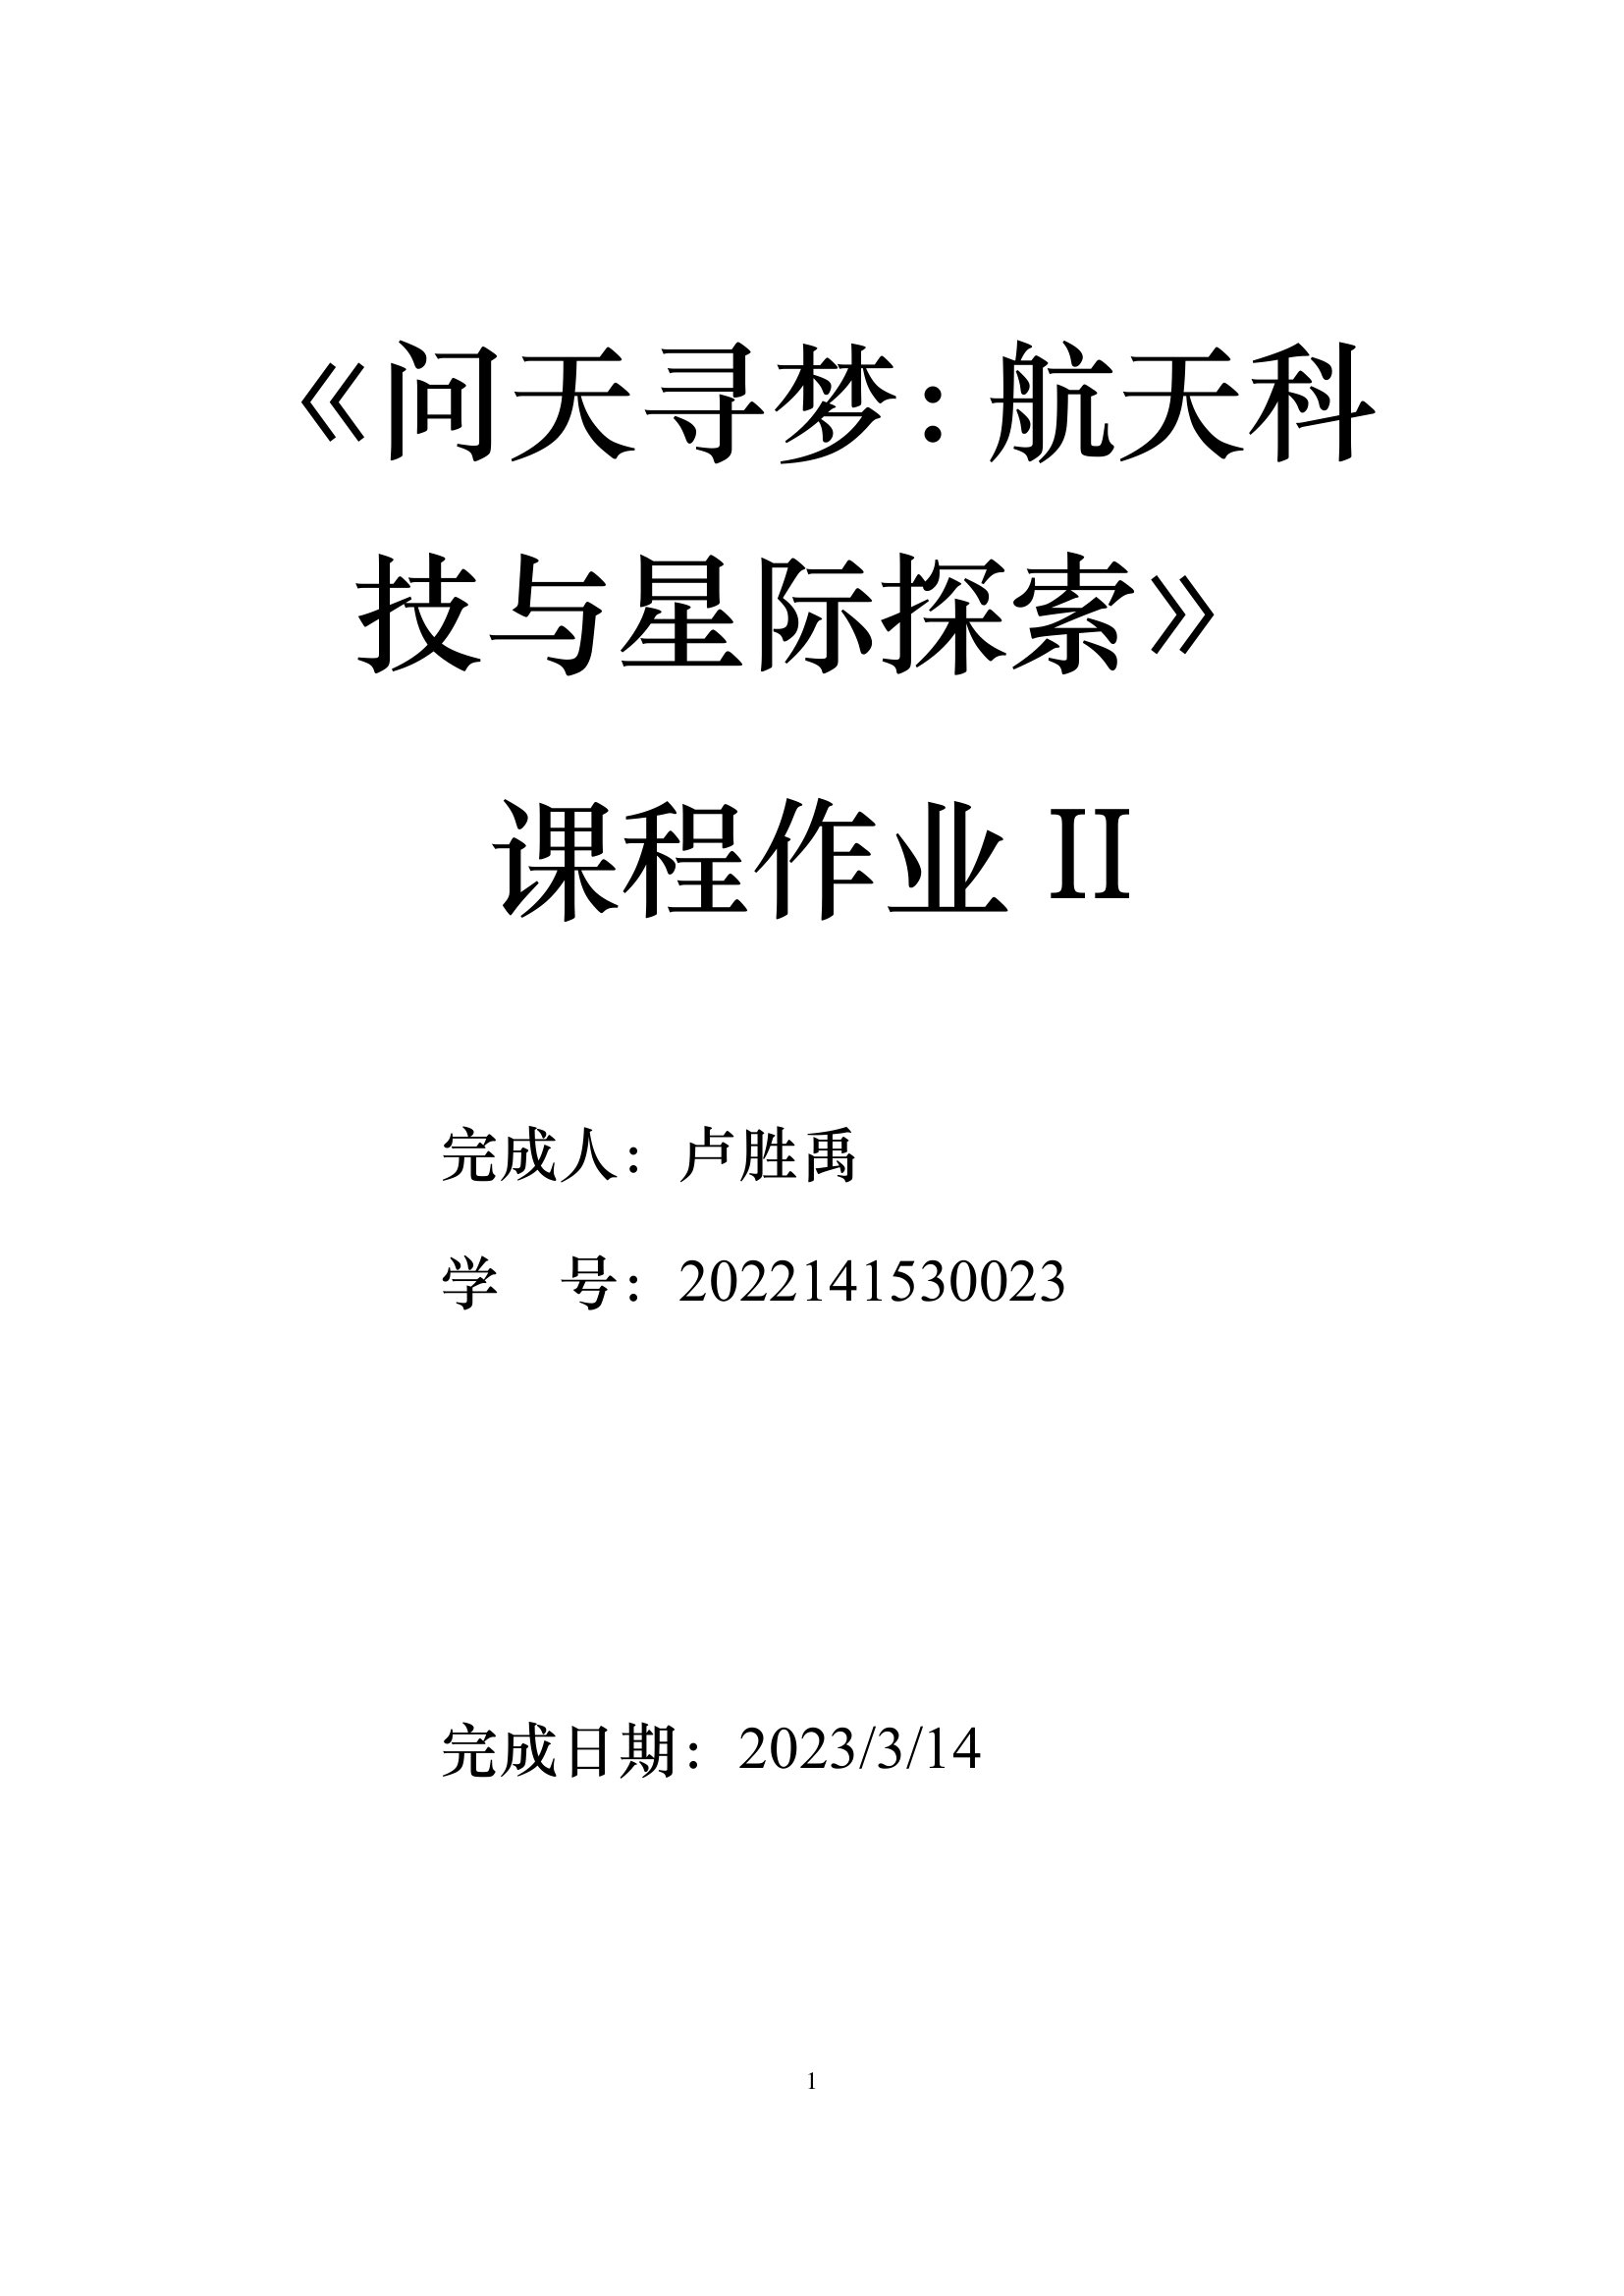 《问天寻梦：航天科
技与星际探索》
课程作业 II
完成人：卢胜禹
学　号：2022141530023
完成日期：2023/3/14
1